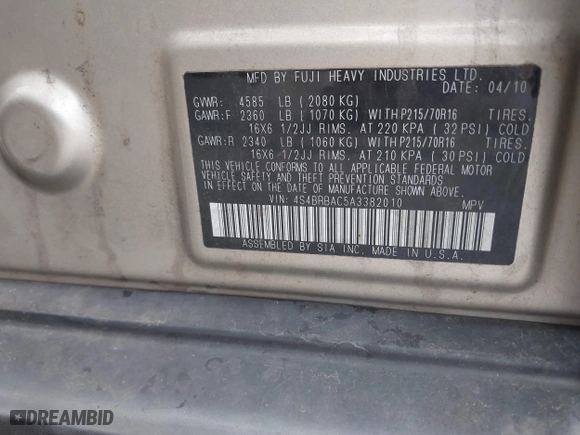 MFD BY FUJI HEAVY INDUSTRIES LTD.
DATE: 04/10
GVWR: 4585 LB (2080 KG)
GAWR:F 2360 LB (1070 KG) WITH P215/70R16 TIRES.
16X6 1/2JJ RIMS. AT 220 KPA (32 PSI) COLD
GAWR:R 2340 LB (1060 KG) WITH P215/70R16 TIRES.
16X6 1/2JJ RIMS. AT 210 KPA (30 PSI) COLD
THIS VEHICLE CONFORMS TO ALL APPLICABLE FEDERAL MOTOR
VEHICLE SAFETY AND THEFT PREVENTION STANDARDS
IN EFFECT ON THE DATE OF MANUFACTURE SHOWN ABOVE.
VIN: 4S4BRBAC5A3382010 MPV
ASSEMBLED BY SIA INC. MADE IN U.S.A.
DREAMBID